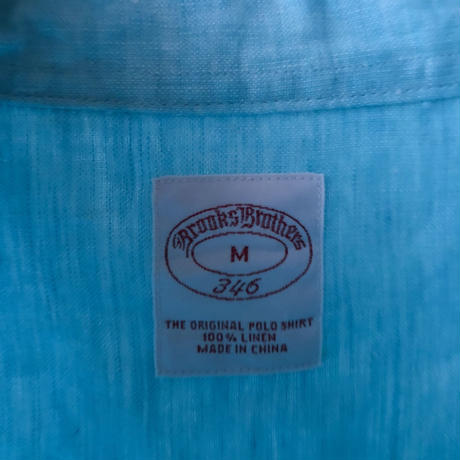 Brooks Brothers
M
346
THE ORIGINAL POLO SHIRT
100% LINEN
MADE IN CHINA